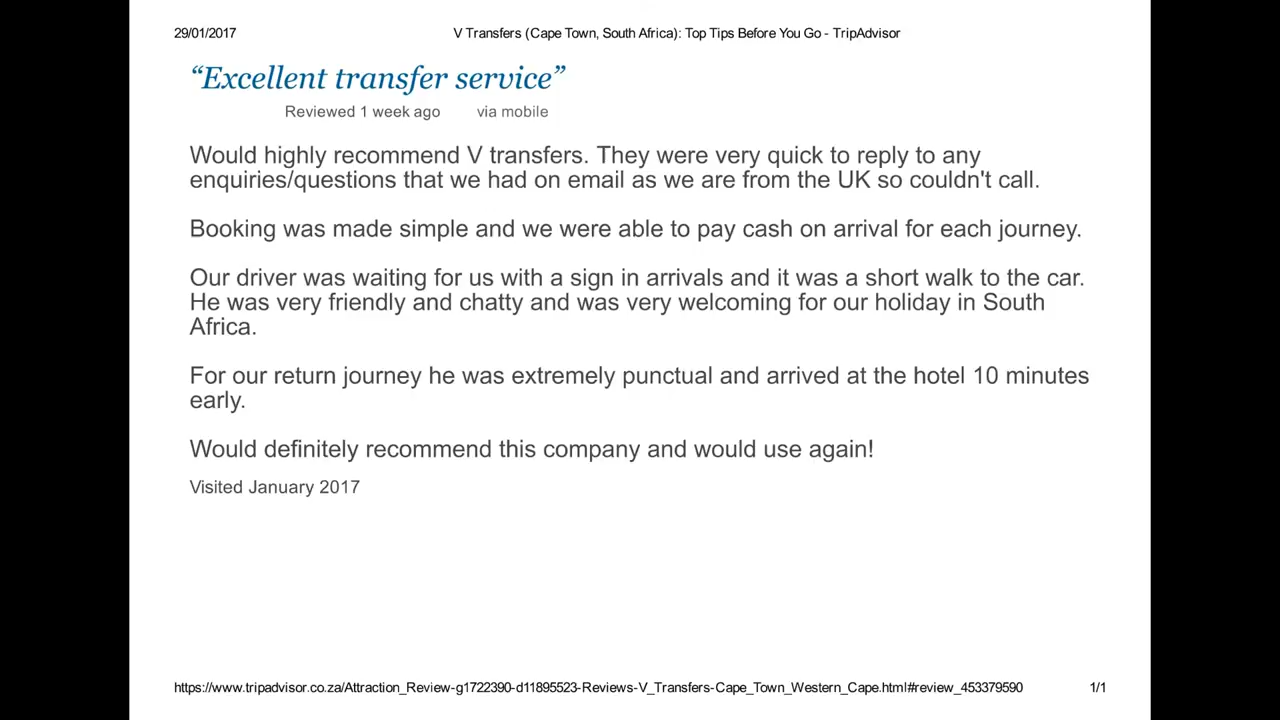 29/01/2017 V Transfers (Cape Town, South Africa): Top Tips Before You Go - TripAdvisor
“Excellent transfer service”
Reviewed 1 week ago via mobile
Would highly recommend V transfers. They were very quick to reply to any
enquiries/questions that we had on email as we are from the UK so couldn't call.
Booking was made simple and we were able to pay cash on arrival for each journey.
Our driver was waiting for us with a sign in arrivals and it was a short walk to the car.
He was very friendly and chatty and was very welcoming for our holiday in South
Africa.
For our return journey he was extremely punctual and arrived at the hotel 10 minutes
early.
Would definitely recommend this company and would use again!
Visited January 2017
https://www.tripadvisor.co.za/Attraction_Review-g1722390-d11895523-Reviews-V_Transfers-Cape_Town_Western_Cape.html#review_453379590 1/1